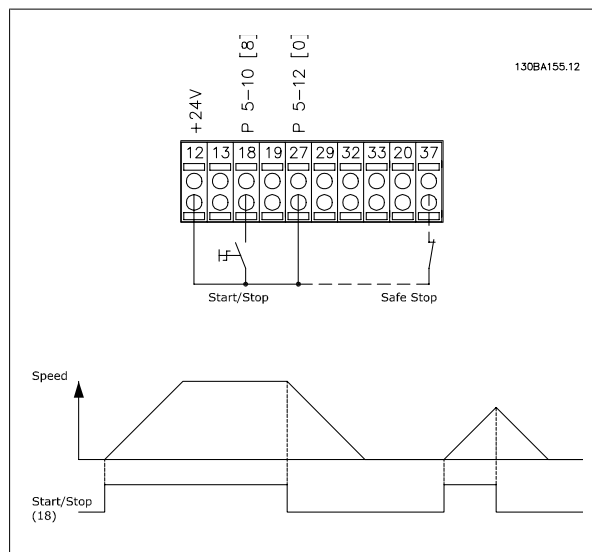 130BA155.12
+24V
P 5-10 [8]
P 5-12 [0]
12 13 18 19 27 29 32 33 20 37
Start/Stop
Safe Stop
Speed
Start/Stop
(18)